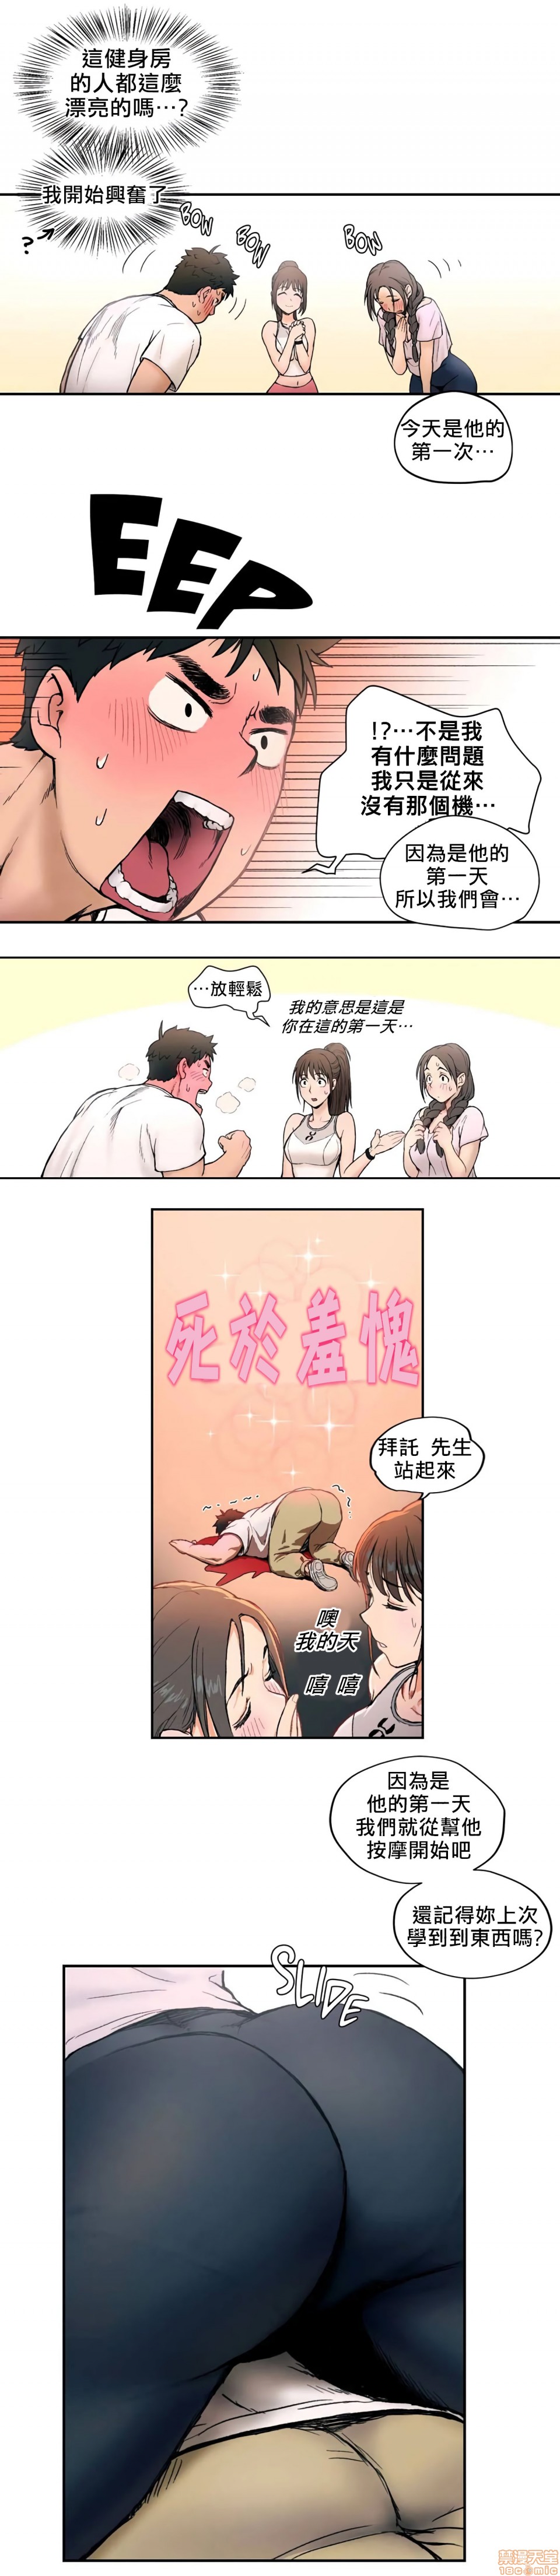 這健身房
的人都這麼
漂亮的嗎…?
我開始興奮了
?
BOW
BOW
BOW
今天是他的
第一次…
EEP
!?…不是我
有什麼問題
我只是從來
沒有那個機…
因為是他的
第一天
所以我們會…
…放輕鬆
我的意思是這是
你在這的第一天…
死於羞愧
拜託 先生
站起來
噢
我的天
嘻 嘻
因為是
他的第一天
我們就從幫他
按摩開始吧
還記得妳上次
學到到東西嗎?
SLIDE
禁漫天堂
18comic